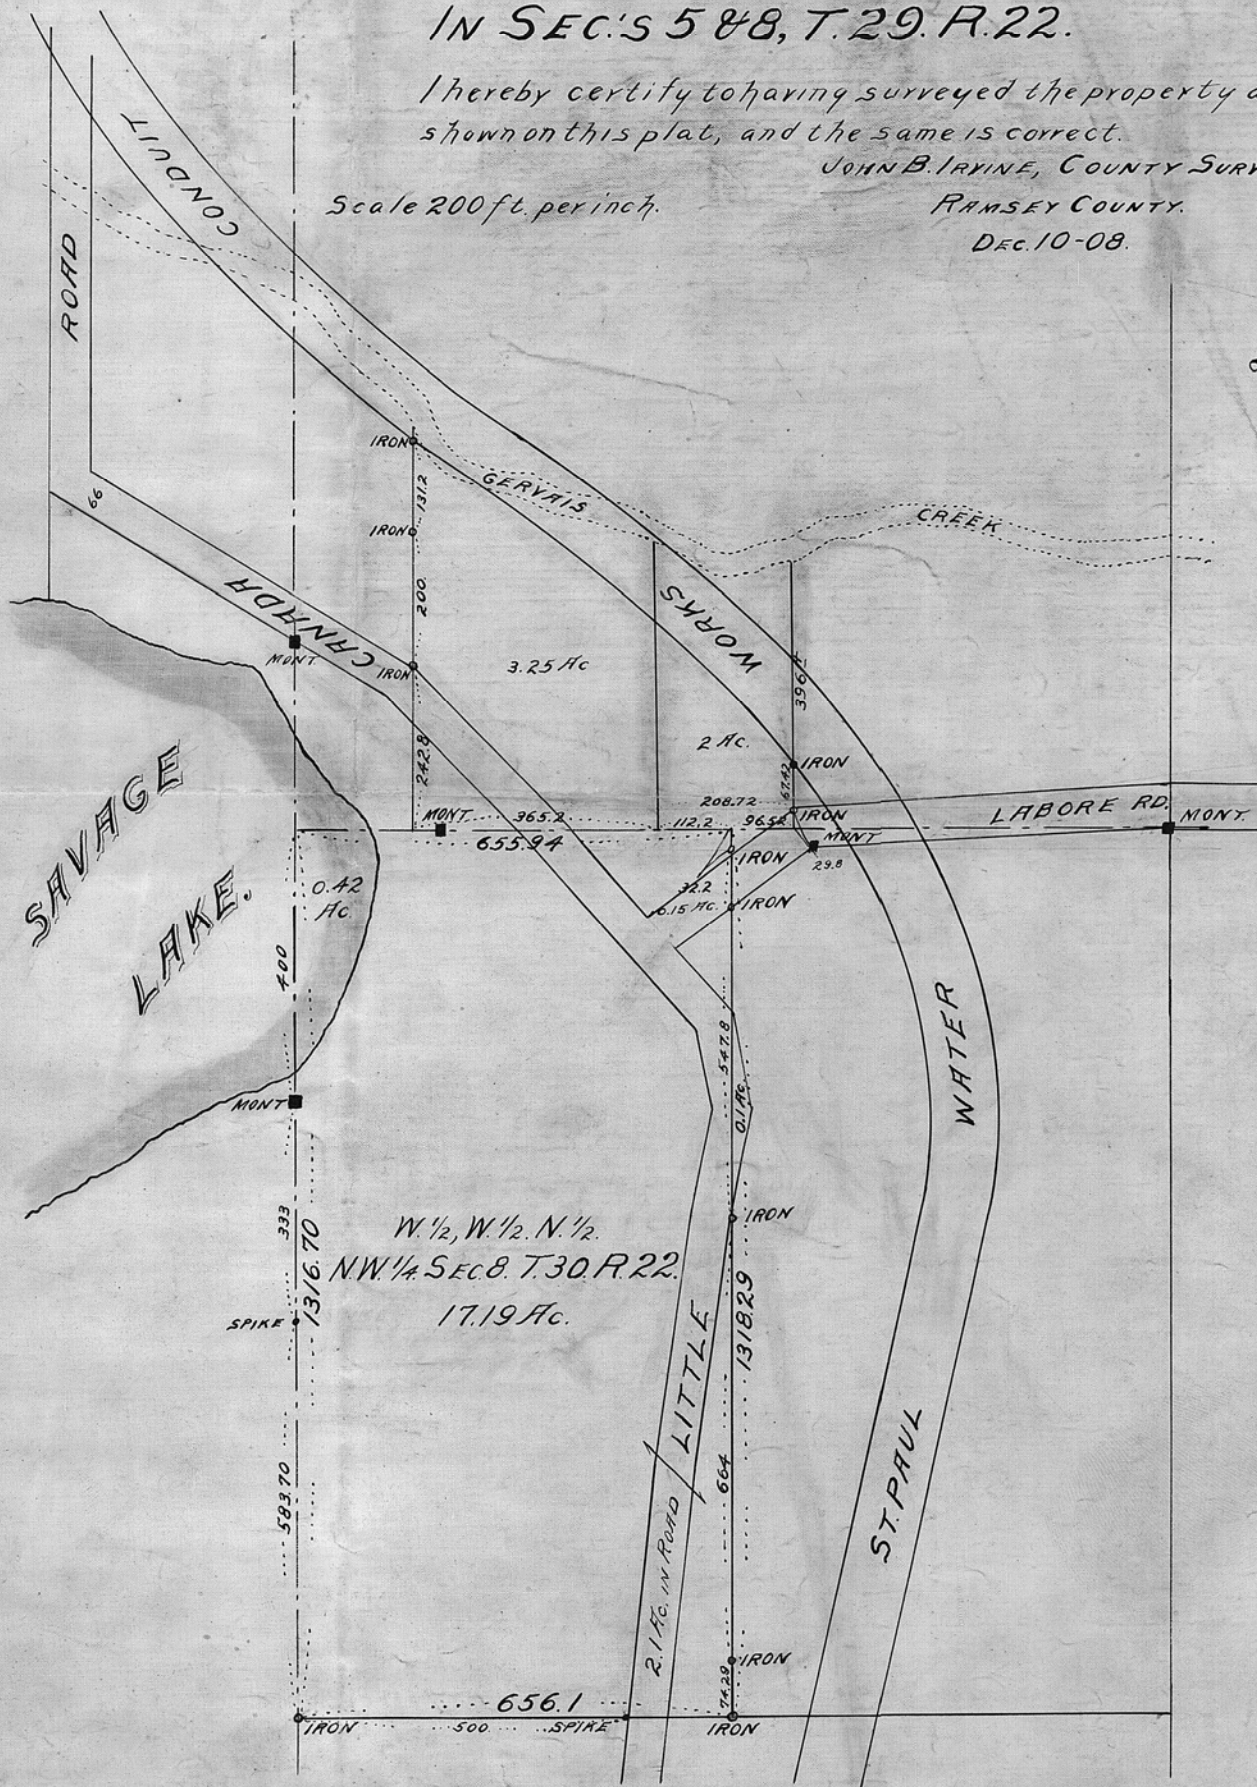 IN SEC.'S 5 & 8, T. 29. R. 22.
I hereby certify to having surveyed the property
shown on this plat, and the same is correct.
JOHN B. IRVINE, COUNTY SURV
Scale 200 ft. per inch.
RAMSEY COUNTY.
DEC. 10-08.
CONDUIT
ROAD
IRON
131.2
GERVAIS
CREEK
66
IRON
200
CANADA
WORKS
MONT.
IRON
3.25 Ac
396
242.8
2 Ac.
IRON
67.42
SAVAGE
LAKE.
208.72
LABORE RD.
MONT.
MONT.
365.2
112.2
IRON
655.94
MONT
IRON
29.8
0.42
Ac.
32.2
0.15 Ac.
IRON
400
WATER
547.8
0.1 Ac.
MONT
333
1316.70
W. 1/2, W. 1/2. N. 1/2.
IRON
N.W. 1/4. SEC 8. T. 30. R. 22.
17.19 Ac.
SPIKE
LITTLE
1318.29
ST. PAUL
583.70
664
2.1 Ac. IN ROAD
IRON
74.29
656.1
IRON
500
SPIKE
IRON